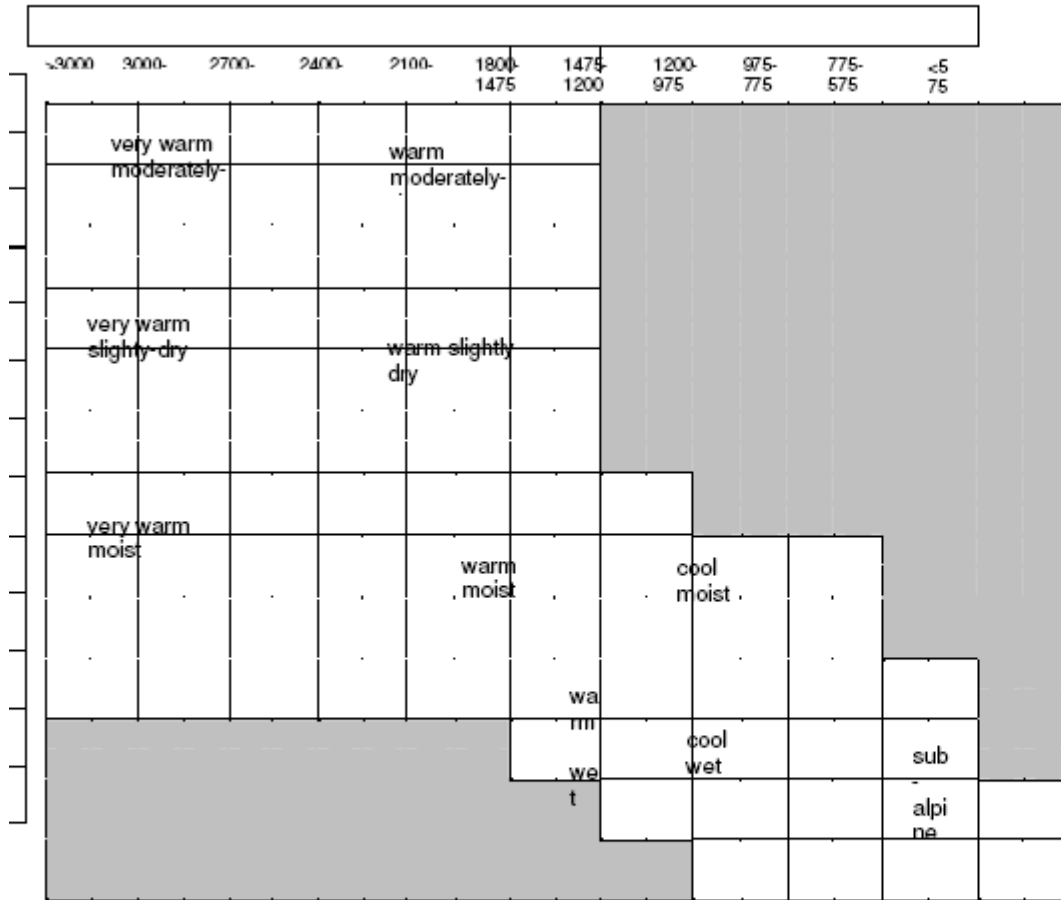 >3000 3000- 2700- 2400- 2100- 1800- 1475- 1200- 975- 775- <5
1475 1200 975 775 575 75
very warm
moderately-
warm
moderately-
very warm
slighty-dry
warm slightly
dry
very warm
moist
warm
moist
cool
moist
wa
rm
we
t
cool
wet
sub
-
alpi
ne